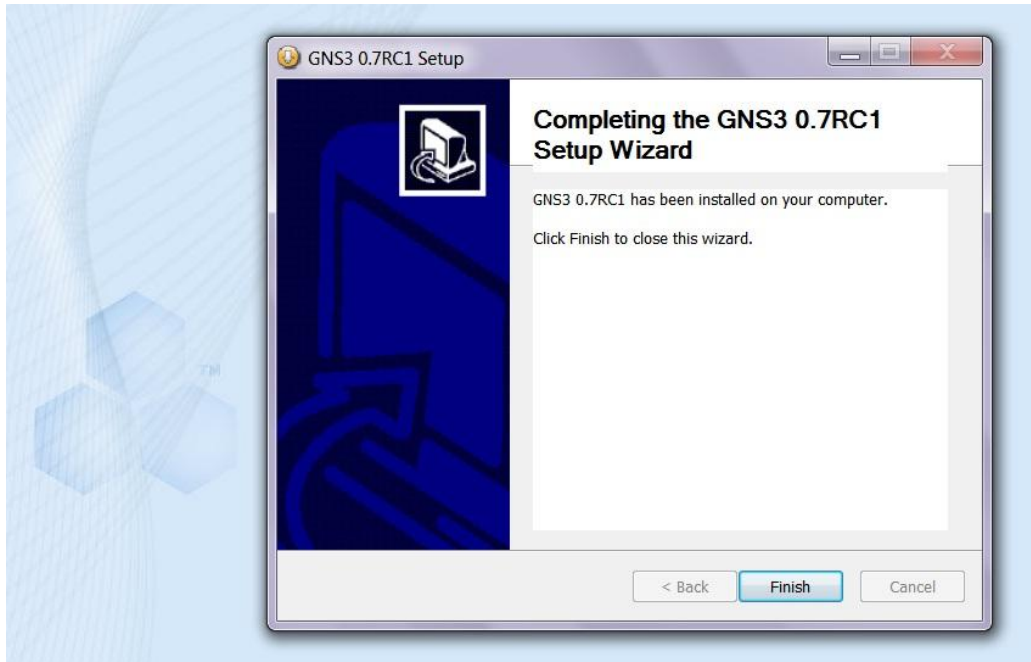 GNS3 0.7RC1 Setup
Completing the GNS3 0.7RC1
Setup Wizard
GNS3 0.7RC1 has been installed on your computer.
Click Finish to close this wizard.
TM
< Back Finish Cancel